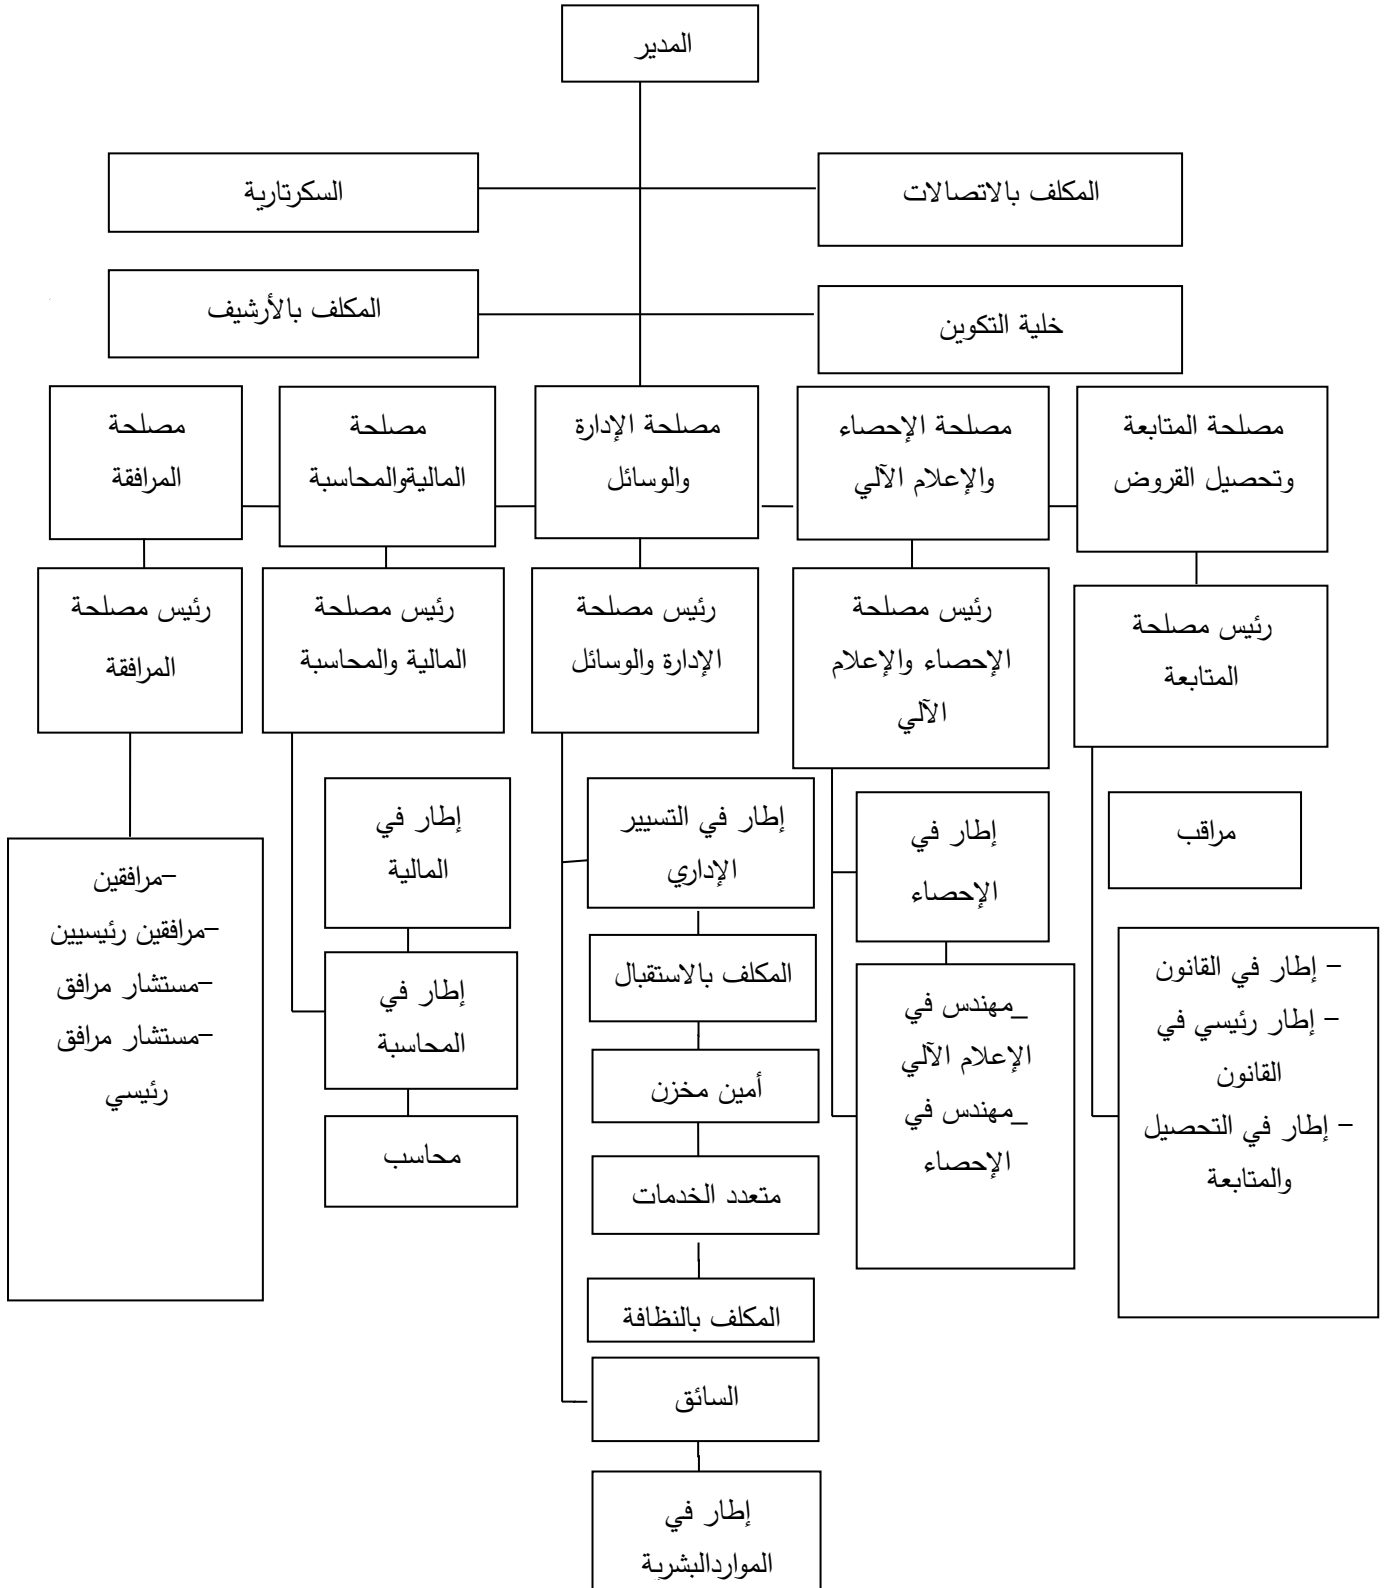 المدير
المكلف بالاتصالات
السكرتارية
خلية التكوين
المكلف بالأرشيف
مصلحة المتابعة
وتحصيل القروض
مصلحة الإحصاء
والإعلام الآلي
مصلحة الإدارة
والوسائل
مصلحة
الماليةوالمحاسبة
مصلحة
المرافقة
رئيس مصلحة
المتابعة
رئيس مصلحة
الإحصاء والإعلام
الآلي
رئيس مصلحة
الإدارة والوسائل
رئيس مصلحة
المالية والمحاسبة
رئيس مصلحة
المرافقة
مراقب
- إطار في القانون
- إطار رئيسي في
القانون
- إطار في التحصيل
والمتابعة
إطار في
الإحصاء
_مهندس في
الإعلام الآلي
_مهندس في
الإحصاء
إطار في التسيير
الإداري
المكلف بالاستقبال
أمين مخزن
متعدد الخدمات
المكلف بالنظافة
السائق
إطار في
المواردالبشرية
إطار في
المالية
إطار في
المحاسبة
محاسب
-مرافقين
-مرافقين رئيسيين
-مستشار مرافق
-مستشار مرافق
رئيسي